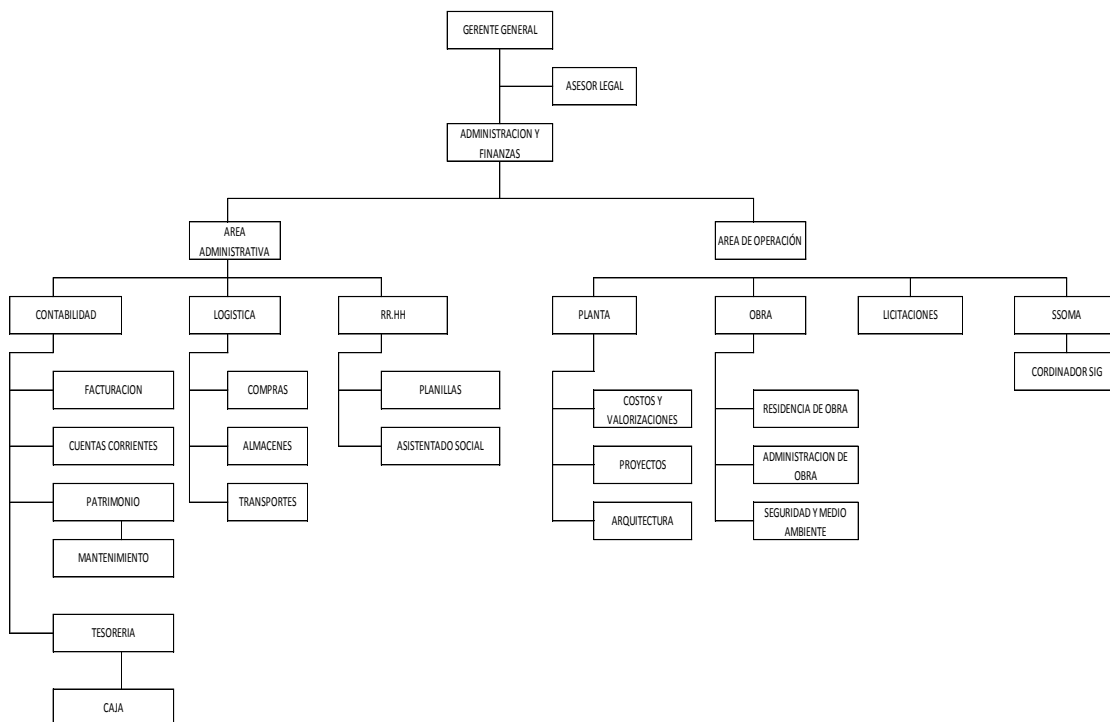 GERENTE GENERAL
ASESOR LEGAL
ADMINISTRACION Y
FINANZAS
AREA
ADMINISTRATIVA
AREA DE OPERACIÓN
CONTABILIDAD
LOGISTICA
RR.HH
PLANTA
OBRA
LICITACIONES
SSOMA
FACTURACION
COMPRAS
PLANILLAS
COSTOS Y
VALORIZACIONES
RESIDENCIA DE OBRA
CORDINADOR SIG
CUENTAS CORRIENTES
ALMACENES
ASISTENTADO SOCIAL
PROYECTOS
ADMINISTRACION DE
OBRA
PATRIMONIO
TRANSPORTES
ARQUITECTURA
SEGURIDAD Y MEDIO
AMBIENTE
MANTENIMIENTO
TESORERIA
CAJA